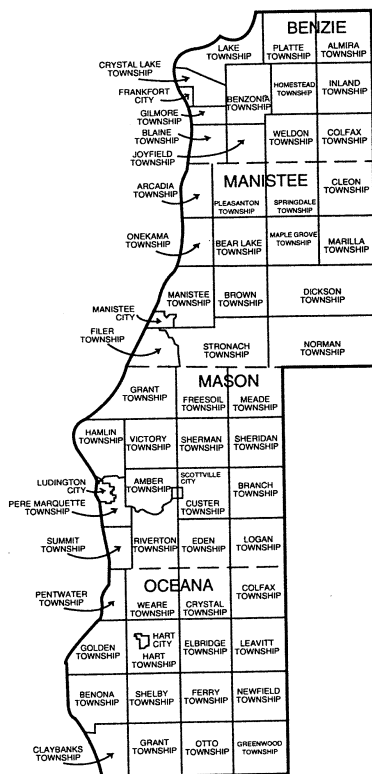 BENZIE
LAKE
TOWNSHIP
PLATTE
TOWNSHIP
ALMIRA
TOWNSHIP
CRYSTAL LAKE
TOWNSHIP
FRANKFORT
CITY
BENZONIA
TOWNSHIP
HOMESTEAD
TOWNSHIP
INLAND
TOWNSHIP
GILMORE
TOWNSHIP
BLAINE
TOWNSHIP
JOYFIELD
TOWNSHIP
WELDON
TOWNSHIP
COLFAX
TOWNSHIP
MANISTEE
ARCADIA
TOWNSHIP
PLEASANTON
TOWNSHIP
SPRINGDALE
TOWNSHIP
CLEON
TOWNSHIP
ONEKAMA
TOWNSHIP
BEAR LAKE
TOWNSHIP
MAPLE GROVE
TOWNSHIP
MARILLA
TOWNSHIP
MANISTEE
TOWNSHIP
BROWN
TOWNSHIP
DICKSON
TOWNSHIP
MANISTEE
CITY
FILER
TOWNSHIP
STRONACH
TOWNSHIP
NORMAN
TOWNSHIP
MASON
GRANT
TOWNSHIP
FREESOIL
TOWNSHIP
MEADE
TOWNSHIP
HAMLIN
TOWNSHIP
VICTORY
TOWNSHIP
SHERMAN
TOWNSHIP
SHERIDAN
TOWNSHIP
LUDINGTON
CITY
PERE MARQUETTE
TOWNSHIP
AMBER
TOWNSHIP
SCOTTVILLE
CITY
CUSTER
TOWNSHIP
BRANCH
TOWNSHIP
SUMMIT
TOWNSHIP
RIVERTON
TOWNSHIP
EDEN
TOWNSHIP
LOGAN
TOWNSHIP
OCEANA
PENTWATER
TOWNSHIP
WEARE
TOWNSHIP
CRYSTAL
TOWNSHIP
COLFAX
TOWNSHIP
GOLDEN
TOWNSHIP
HART
CITY
HART
TOWNSHIP
ELBRIDGE
TOWNSHIP
LEAVITT
TOWNSHIP
BENONA
TOWNSHIP
SHELBY
TOWNSHIP
FERRY
TOWNSHIP
NEWFIELD
TOWNSHIP
CLAYBANKS
TOWNSHIP
GRANT
TOWNSHIP
OTTO
TOWNSHIP
GREENWOOD
TOWNSHIP